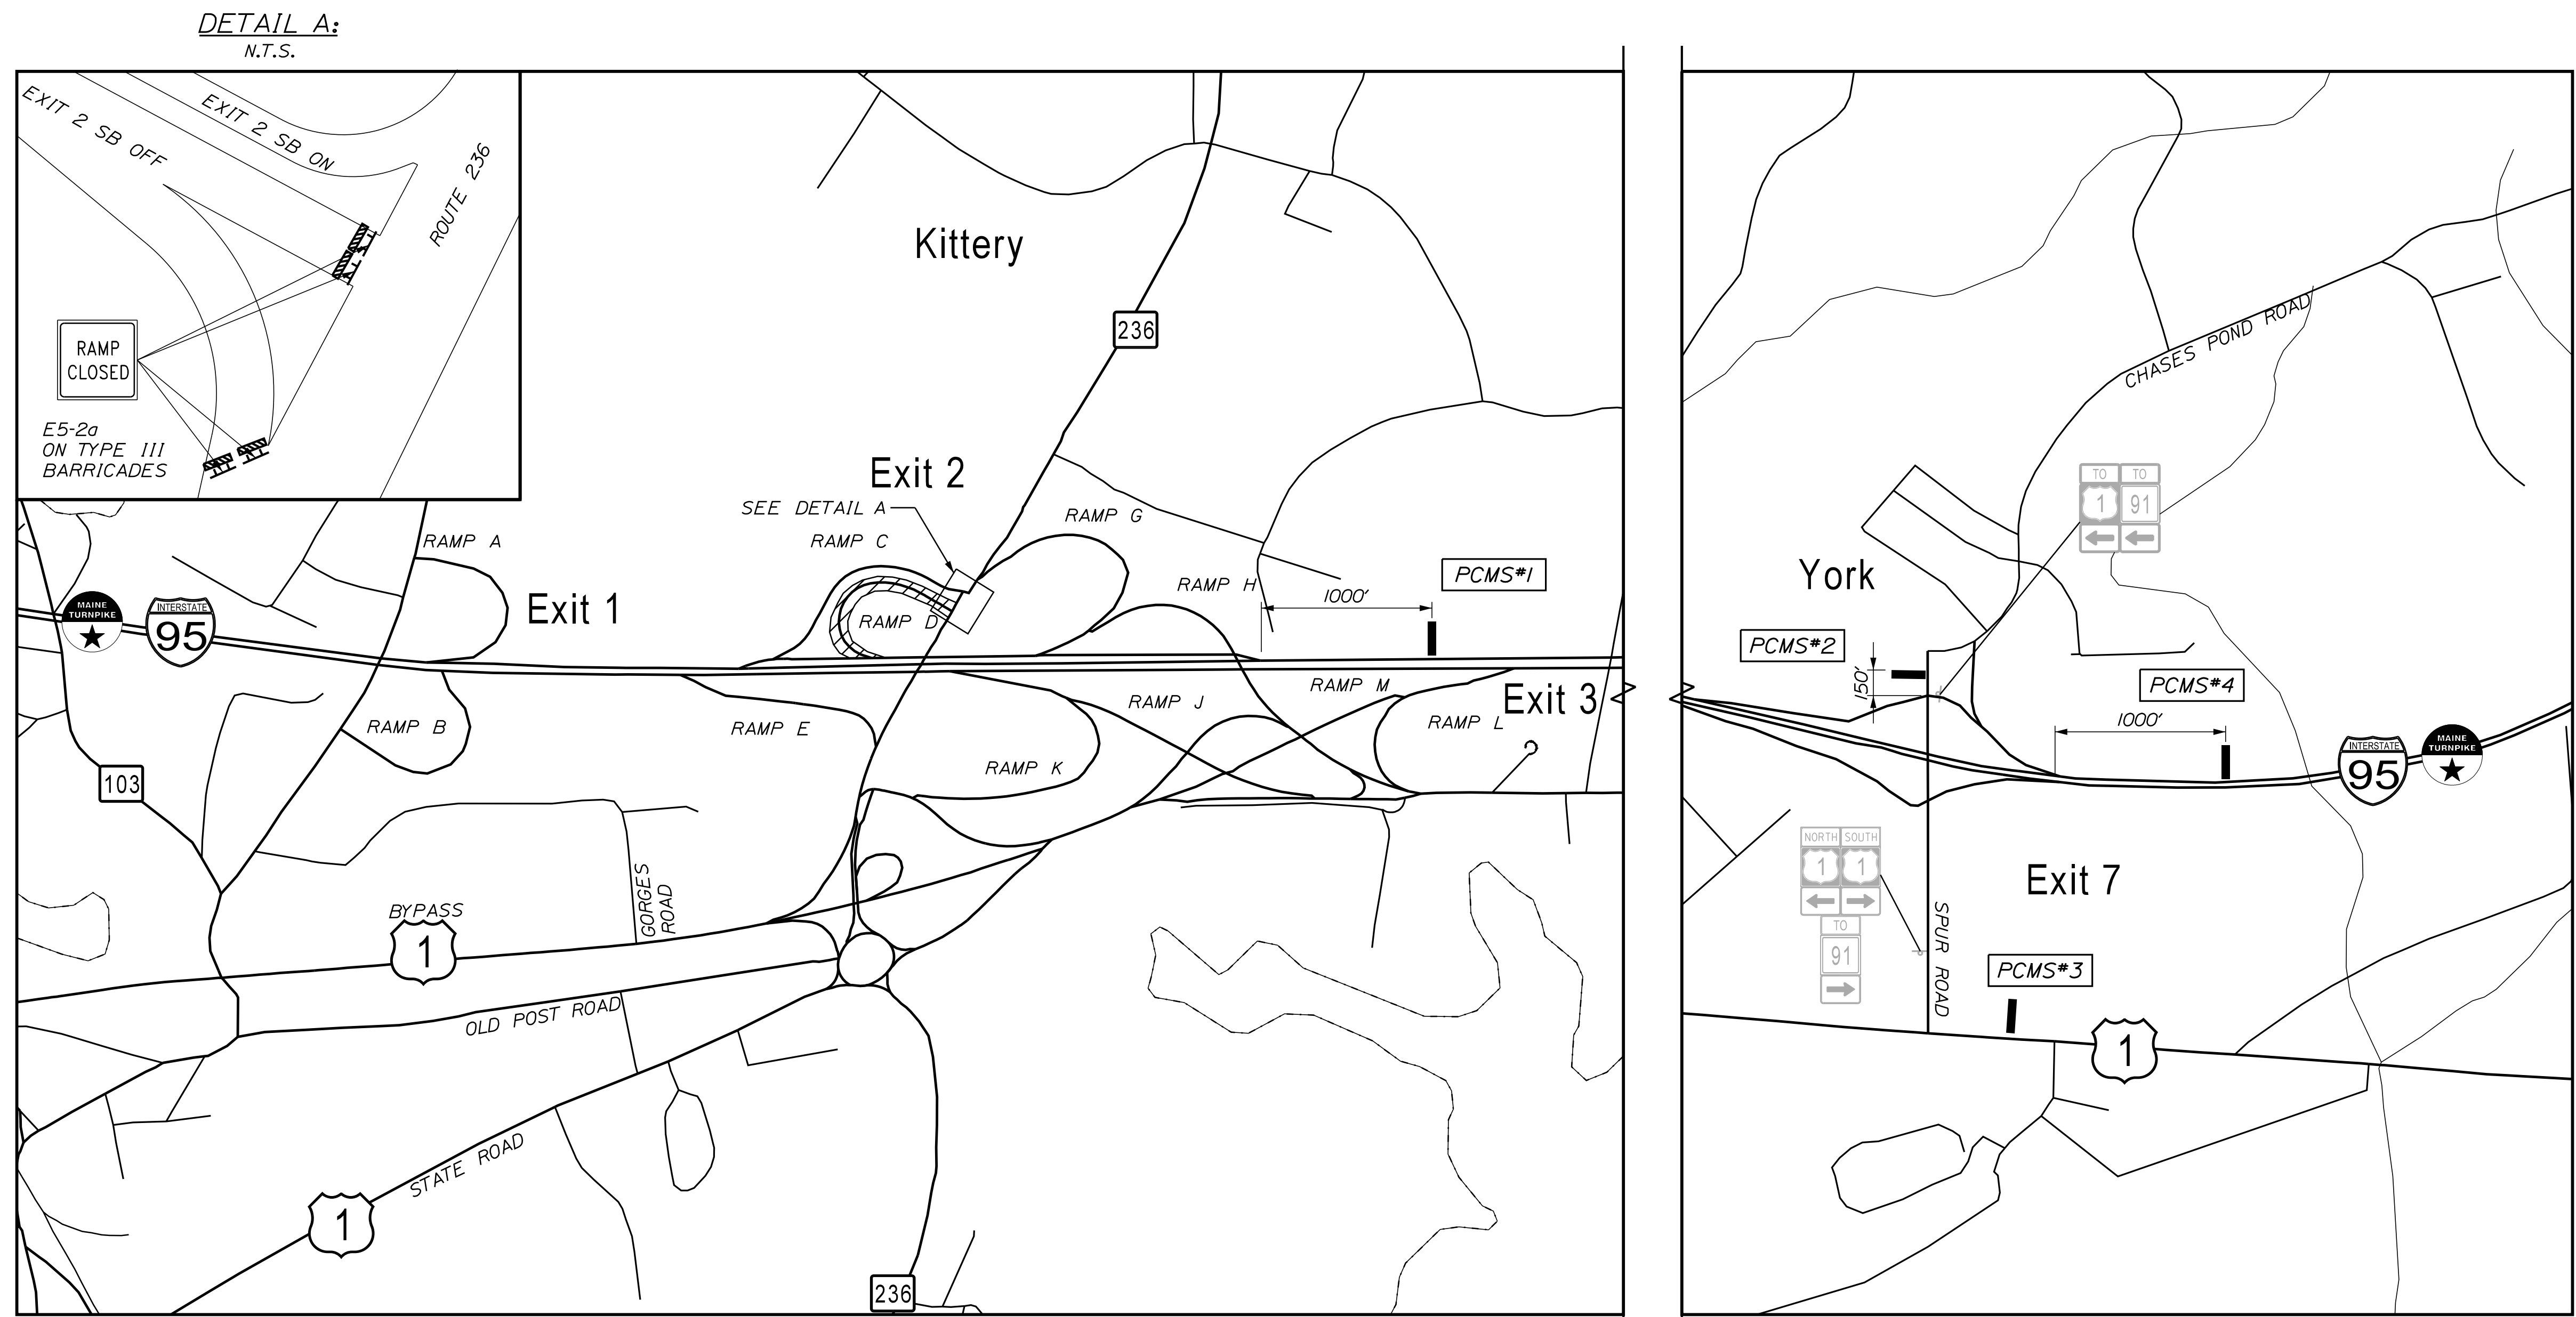 DETAIL A:
N.T.S.
EXIT 2 SB OFF
EXIT 2 SB ON
ROUTE 236
RAMP
CLOSED
E5-2a
ON TYPE III
BARRICADES
Kittery
236
Exit 2
SEE DETAIL A
RAMP C
RAMP G
RAMP A
RAMP D
RAMP H
1000'
PCMS#1
MAINE
TURNPIKE
INTERSTATE
95
Exit 1
RAMP B
RAMP E
RAMP J
RAMP M
RAMP L
Exit 3
RAMP K
103
GORGES
ROAD
BYPASS
1
OLD POST ROAD
STATE ROAD
1
236
CHASES POND ROAD
TO
TO
1
91
York
PCMS#2
150'
PCMS#4
1000'
INTERSTATE
95
MAINE
TURNPIKE
NORTH
SOUTH
1
1
TO
91
Exit 7
SPUR ROAD
PCMS#3
1